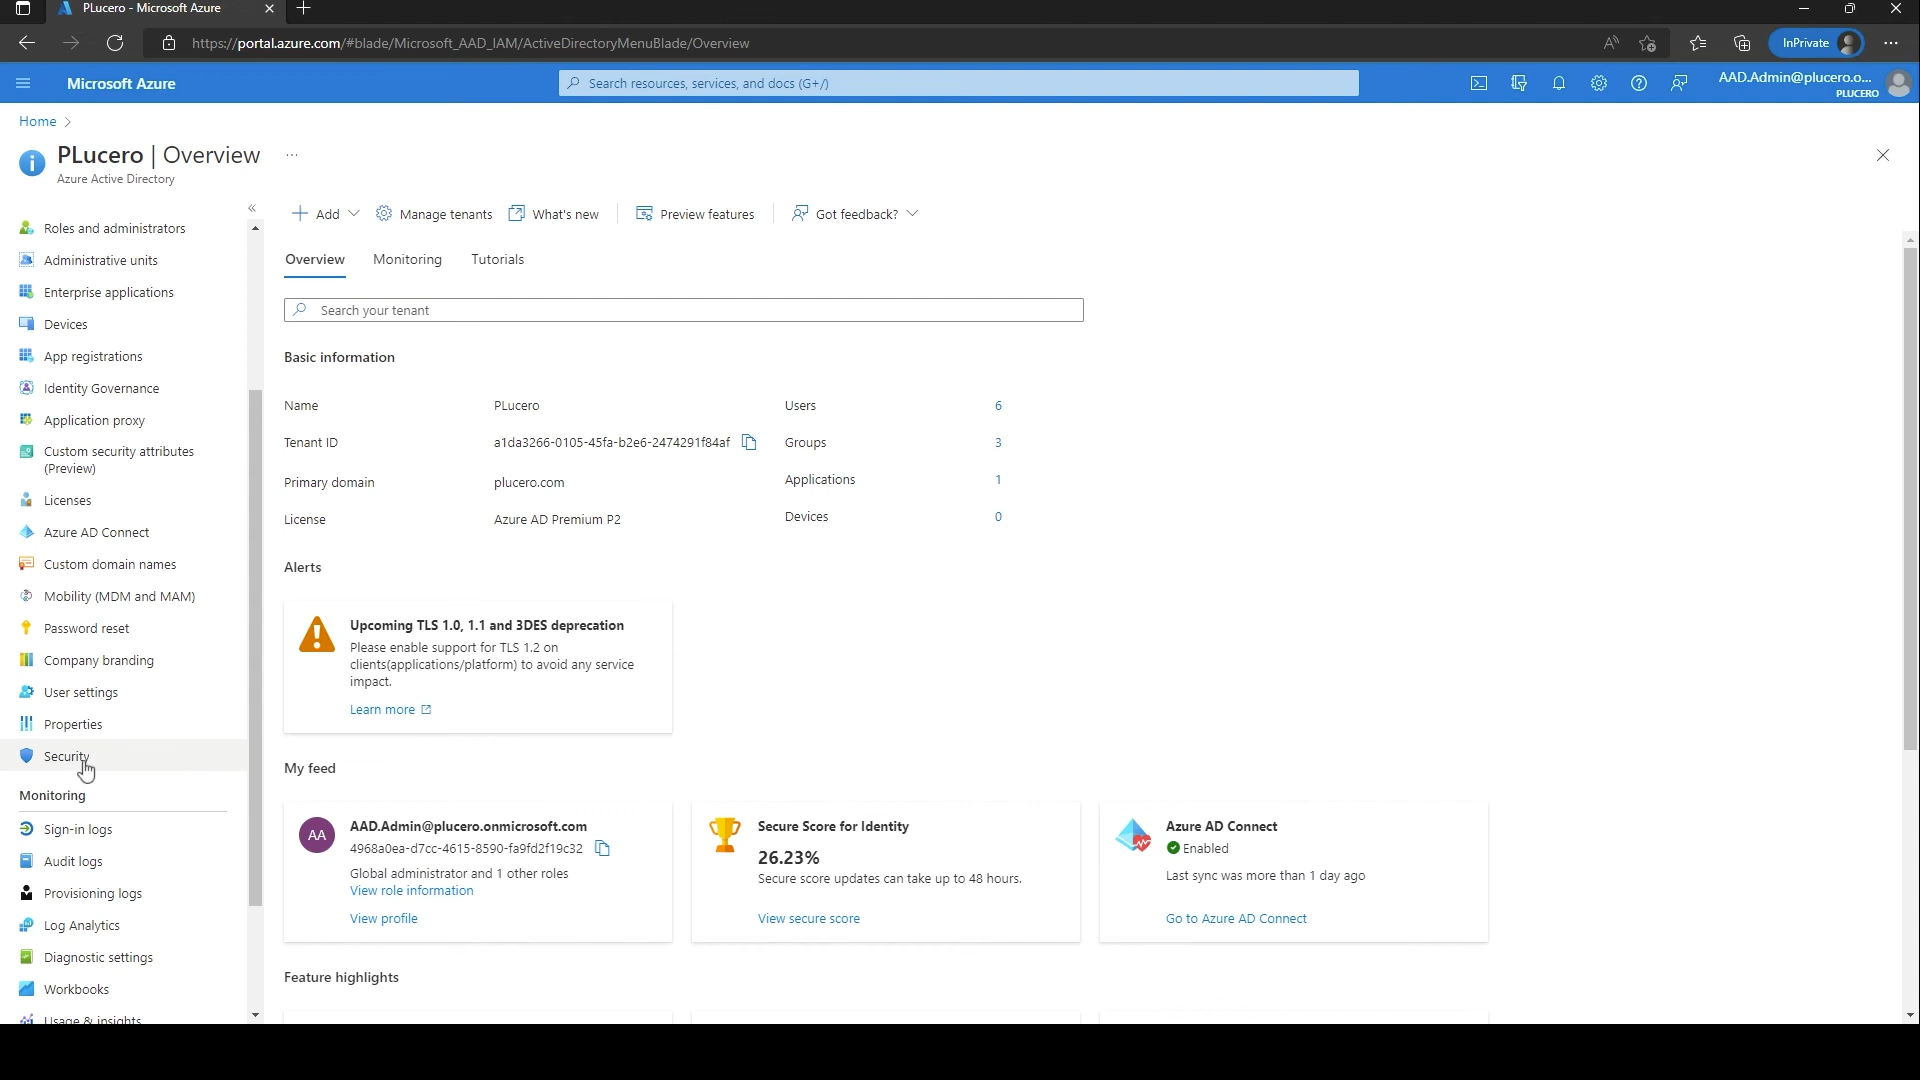 PLucero - Microsoft Azure
https://portal.azure.com/#blade/Microsoft_AAD_IAM/ActiveDirectoryMenuBlade/Overview
InPrivate
Microsoft Azure
Search resources, services, and docs (G+/)
AAD.Admin@plucero.o...
PLUCERO
Home >
PLucero | Overview ...
Azure Active Directory
Add
Manage tenants
What's new
Preview features
Got feedback?
Roles and administrators
Administrative units
Enterprise applications
Devices
App registrations
Identity Governance
Application proxy
Custom security attributes
(Preview)
Licenses
Azure AD Connect
Custom domain names
Mobility (MDM and MAM)
Password reset
Company branding
User settings
Properties
Security
Monitoring
Sign-in logs
Audit logs
Provisioning logs
Log Analytics
Diagnostic settings
Workbooks
Usage & insights
Overview
Monitoring
Tutorials
Search your tenant
Basic information
Name PLucero Users 6
Tenant ID a1da3266-0105-45fa-b2e6-2474291f84af Groups 3
Primary domain plucero.com Applications 1
License Azure AD Premium P2 Devices 0
Alerts
Upcoming TLS 1.0, 1.1 and 3DES deprecation
Please enable support for TLS 1.2 on
clients(applications/platform) to avoid any service
impact.
Learn more
My feed
AA
AAD.Admin@plucero.onmicrosoft.com
4968a0ea-d7cc-4615-8590-fa9fd2f19c32
Global administrator and 1 other roles
View role information
View profile
Secure Score for Identity
26.23%
Secure score updates can take up to 48 hours.
View secure score
Azure AD Connect
Enabled
Last sync was more than 1 day ago
Go to Azure AD Connect
Feature highlights